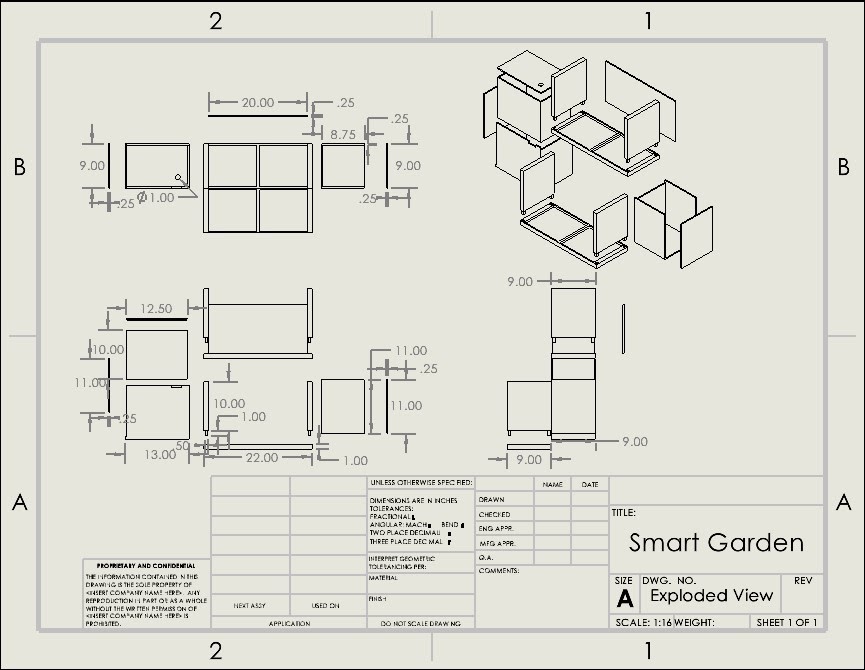 2 1
20.00 .25
.25
8.75
B 9.00 9.00 B
.25 Ø1.00 .25
9.00
12.50
10.00 11.00
.25
11.00 10.00 11.00
.25 1.00
.50 9.00
13.00 22.00 1.00 9.00
A A
UNLESS OTHERWISE SPECIFIED:
DIMENSIONS ARE IN INCHES
TOLERANCES:
FRACTIONAL
ANGULAR: MACH BEND
TWO PLACE DECIMAL
THREE PLACE DECIMAL
INTERPRET GEOMETRIC
TOLERANCING PER:
MATERIAL
FINISH
DO NOT SCALE DRAWING
NAME DATE
DRAWN
CHECKED
ENG APPR.
MFG APPR.
Q.A.
COMMENTS:
PROPRIETARY AND CONFIDENTIAL
THE INFORMATION CONTAINED IN THIS
DRAWING IS THE SOLE PROPERTY OF
<INSERT COMPANY NAME HERE>. ANY
REPRODUCTION IN PART OR AS A WHOLE
WITHOUT THE WRITTEN PERMISSION OF
<INSERT COMPANY NAME HERE> IS
PROHIBITED.
NEXT ASSY USED ON
APPLICATION
TITLE:
Smart Garden
SIZE DWG. NO. REV
A Exploded View
SCALE: 1:16 WEIGHT: SHEET 1 OF 1
2 1